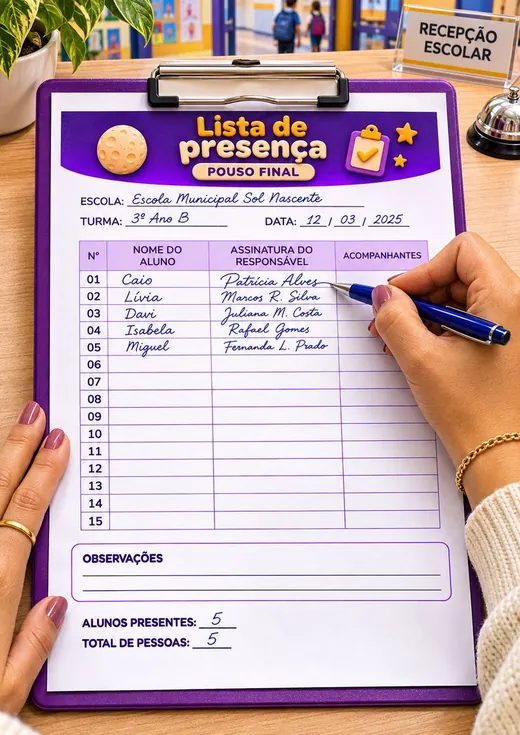 RECEPÇÃO
ESCOLAR
Lista de
presença
POUSO FINAL
ESCOLA: Escola Municipal Sol Nascente
TURMA: 3º Ano B DATA: 12 / 03 / 2025
Nº NOME DO ALUNO ASSINATURA DO RESPONSÁVEL ACOMPANHANTES
01 Caio Patrícia Alves
02 Lívia Marcos R. Silva
03 Davi Juliana M. Costa
04 Isabela Rafael Gomes
05 Miguel Fernanda L. Prado
06
07
08
09
10
11
12
13
14
15
OBSERVAÇÕES
ALUNOS PRESENTES: 5
TOTAL DE PESSOAS: 5